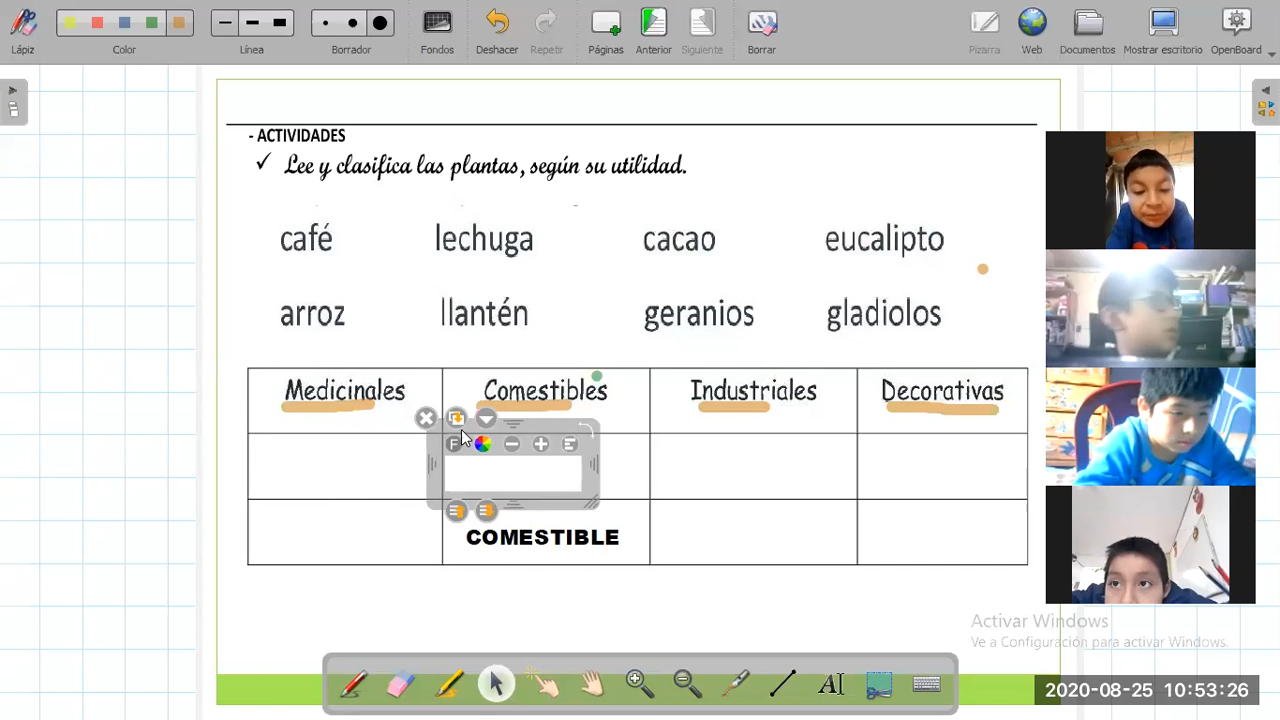 Lápiz Color Línea Borrador Fondos Deshacer Repetir Páginas Anterior Siguiente Borrar Pizarra Web Documentos Mostrar escritorio OpenBoard
- ACTIVIDADES
✓ Lee y clasifica las plantas, según su utilidad.
café lechuga cacao eucalipto
arroz llantén geranios gladiolos
Medicinales Comestibles Industriales Decorativas
F
COMESTIBLE
Activar Windows
Ve a Configuración para activar Windows.
AI
2020-08-25 10:53:26